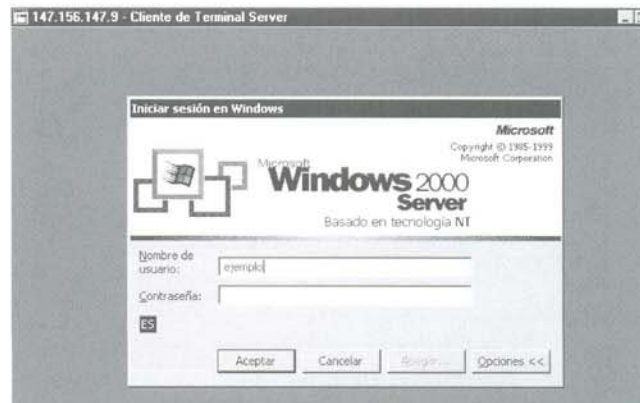 147.156.147.9 - Cliente de Terminal Server
Iniciar sesión en Windows
Microsoft
Copyright © 1985-1999
Microsoft Corporation
Microsoft
Windows 2000
Server
Basado en tecnología NT
Nombre de
usuario:
ejemplo
Contraseña:
ES
Aceptar
Cancelar
Apagar...
Opciones <<